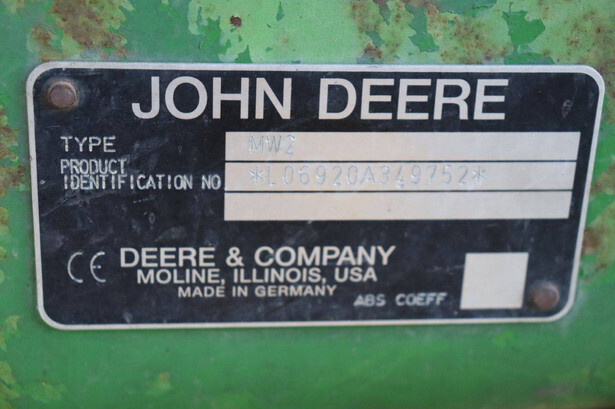 JOHN DEERE
TYPE MW2
PRODUCT
IDENTIFICATION NO *L06920A349752*
CE DEERE & COMPANY
MOLINE, ILLINOIS, USA
MADE IN GERMANY
ABS COEFF